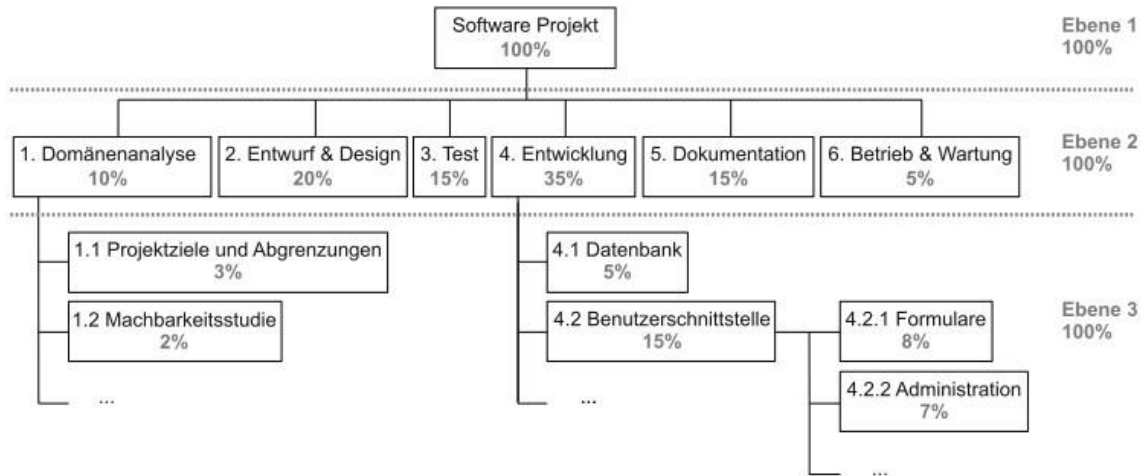 Software Projekt
100%
Ebene 1
100%
1. Domänenanalyse
10%
2. Entwurf & Design
20%
3. Test
15%
4. Entwicklung
35%
5. Dokumentation
15%
6. Betrieb & Wartung
5%
Ebene 2
100%
1.1 Projektziele und Abgrenzungen
3%
1.2 Machbarkeitsstudie
2%
...
4.1 Datenbank
5%
4.2 Benutzerschnittstelle
15%
...
4.2.1 Formulare
8%
4.2.2 Administration
7%
...
Ebene 3
100%